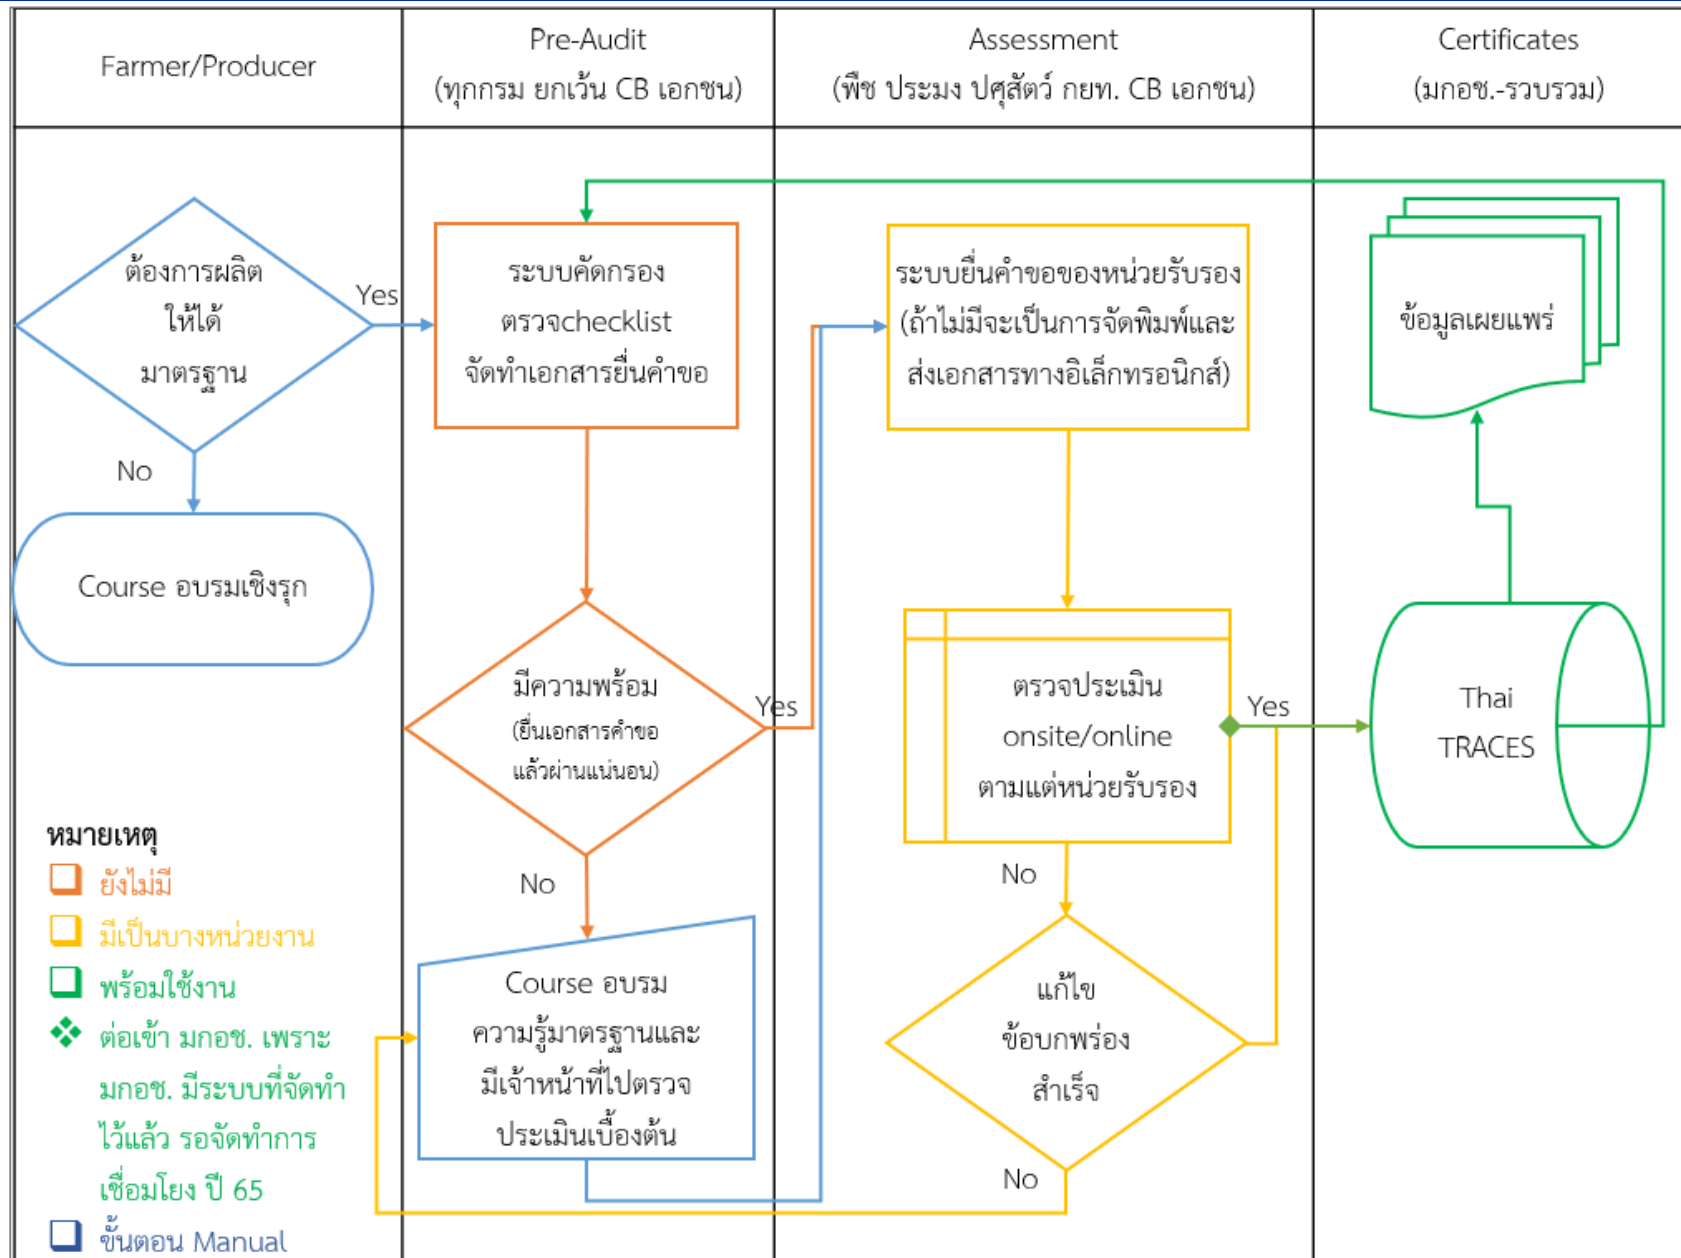 Farmer/Producer
Pre-Audit
(ทุกกรม ยกเว้น CB เอกชน)
Assessment
(พืช ประมง ปศุสัตว์ กยท. CB เอกชน)
Certificates
(มกอช.-รวบรวม)
ต้องการผลิต
ให้ได้
มาตรฐาน
Yes
No
Course อบรมเชิงรุก
ระบบคัดกรอง
ตรวจchecklist
จัดทำเอกสารยื่นคำขอ
มีความพร้อม
(ยื่นเอกสารคำขอ
แล้วผ่านแน่นอน)
Yes
No
Course อบรม
ความรู้มาตรฐานและ
มีเจ้าหน้าที่ไปตรวจ
ประเมินเบื้องต้น
ระบบยื่นคำขอของหน่วยรับรอง
(ถ้าไม่มีจะเป็นการจัดพิมพ์และ
ส่งเอกสารทางอิเล็กทรอนิกส์)
ตรวจประเมิน
onsite/online
ตามแต่หน่วยรับรอง
Yes
No
แก้ไข
ข้อบกพร่อง
สำเร็จ
No
ข้อมูลเผยแพร่
Thai
TRACES
หมายเหตุ
ยังไม่มี
มีเป็นบางหน่วยงาน
พร้อมใช้งาน
ต่อเข้า มกอช. เพราะ
มกอช. มีระบบที่จัดทำ
ไว้แล้ว รอจัดทำการ
เชื่อมโยง ปี 65
ขั้นตอน Manual